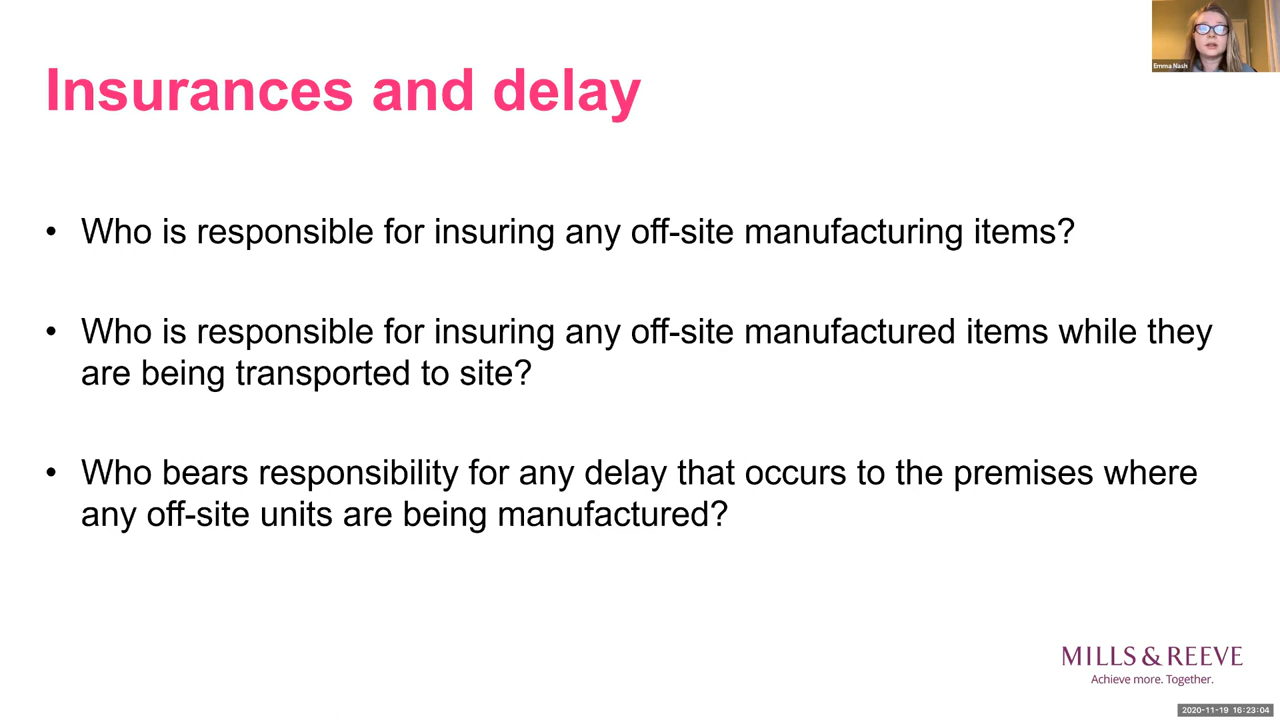 Insurances and delay
Emma Nash
• Who is responsible for insuring any off-site manufacturing items?
• Who is responsible for insuring any off-site manufactured items while they
are being transported to site?
• Who bears responsibility for any delay that occurs to the premises where
any off-site units are being manufactured?
MILLS & REEVE
Achieve more. Together.
2020-11-19 16:23:04